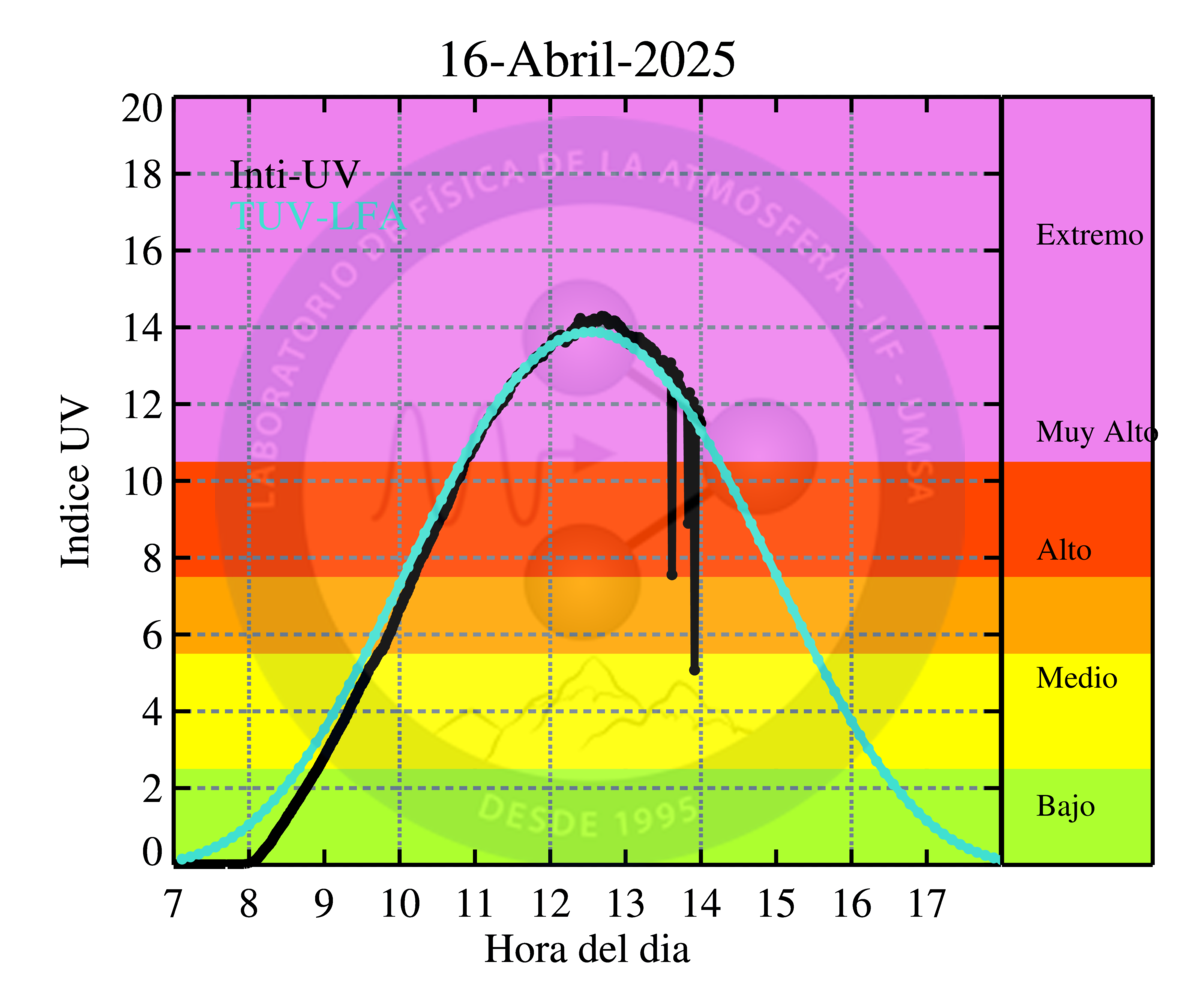 16-Abril-2025
Indice UV
20
18
16
14
12
10
8
6
4
2
0
Inti-UV
TUV-LFA
LABORATORIO DE FÍSICA DE LA ATMÓSFERA - IIF - UMSA
DESDE 1995
Extremo
Muy Alto
Alto
Medio
Bajo
7 8 9 10 11 12 13 14 15 16 17
Hora del dia